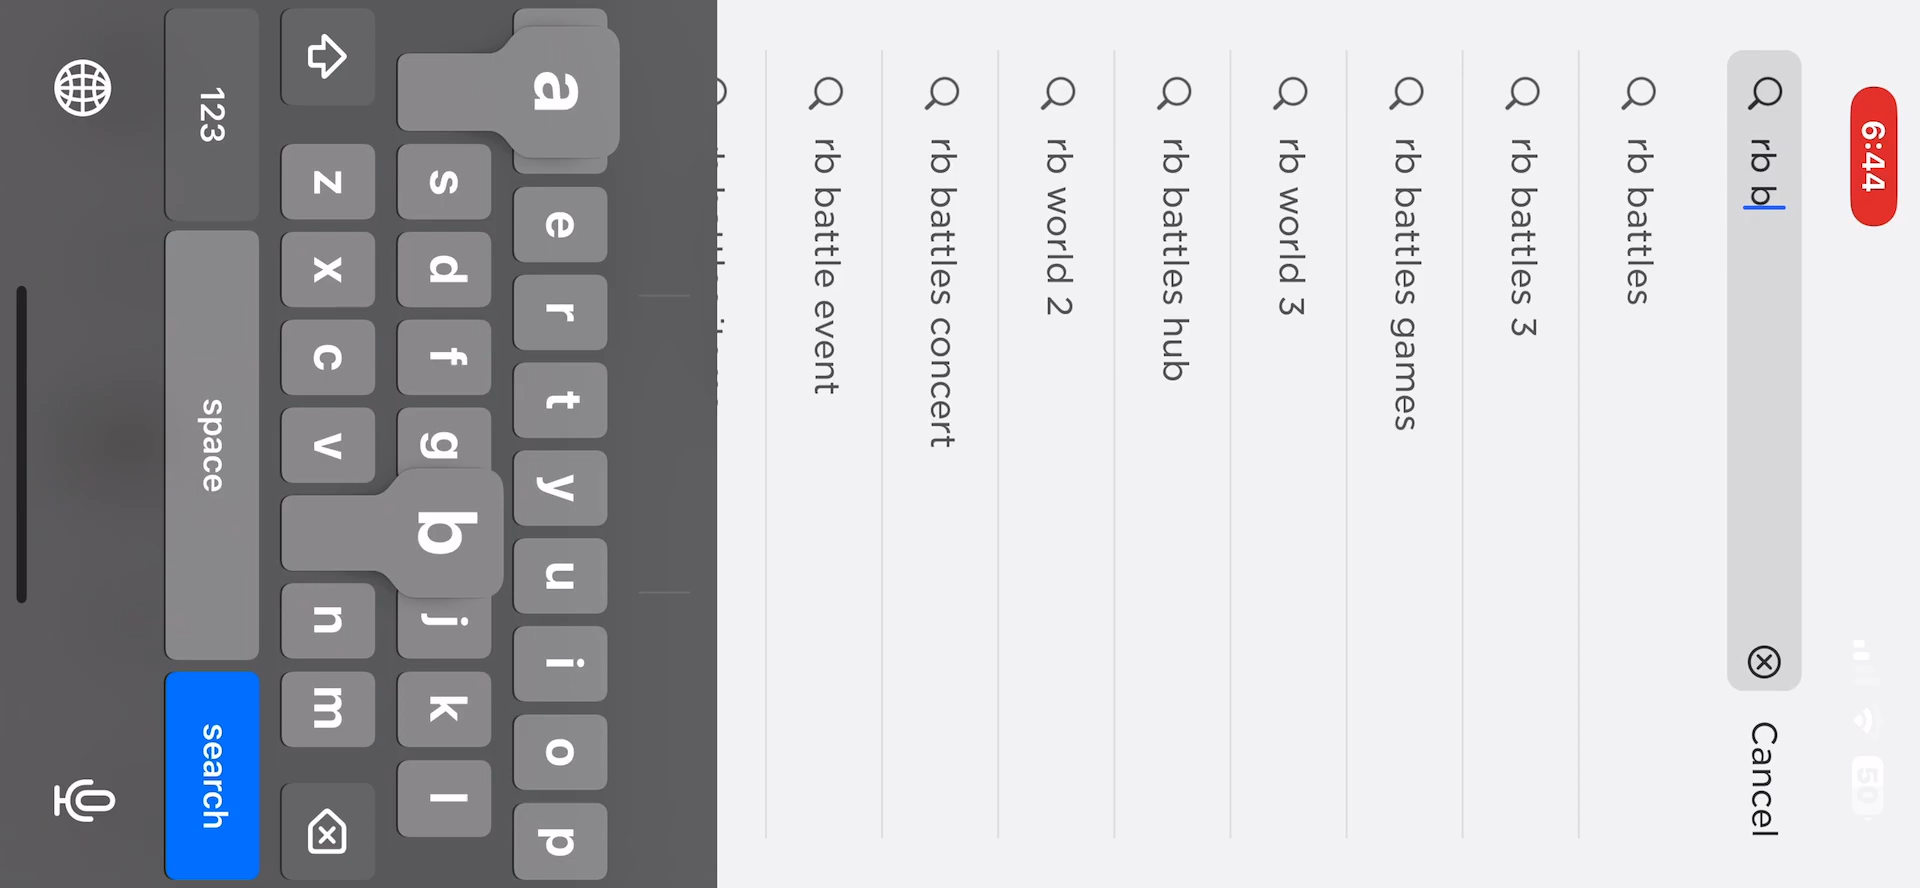 6:44
50
rb b
Cancel
rb battles
rb battles 3
rb battles games
rb world 3
rb battles hub
rb world 2
rb battles concert
rb battle event
e r t y u i o p
a s d f g j k l
z x c v b n m
123 space search